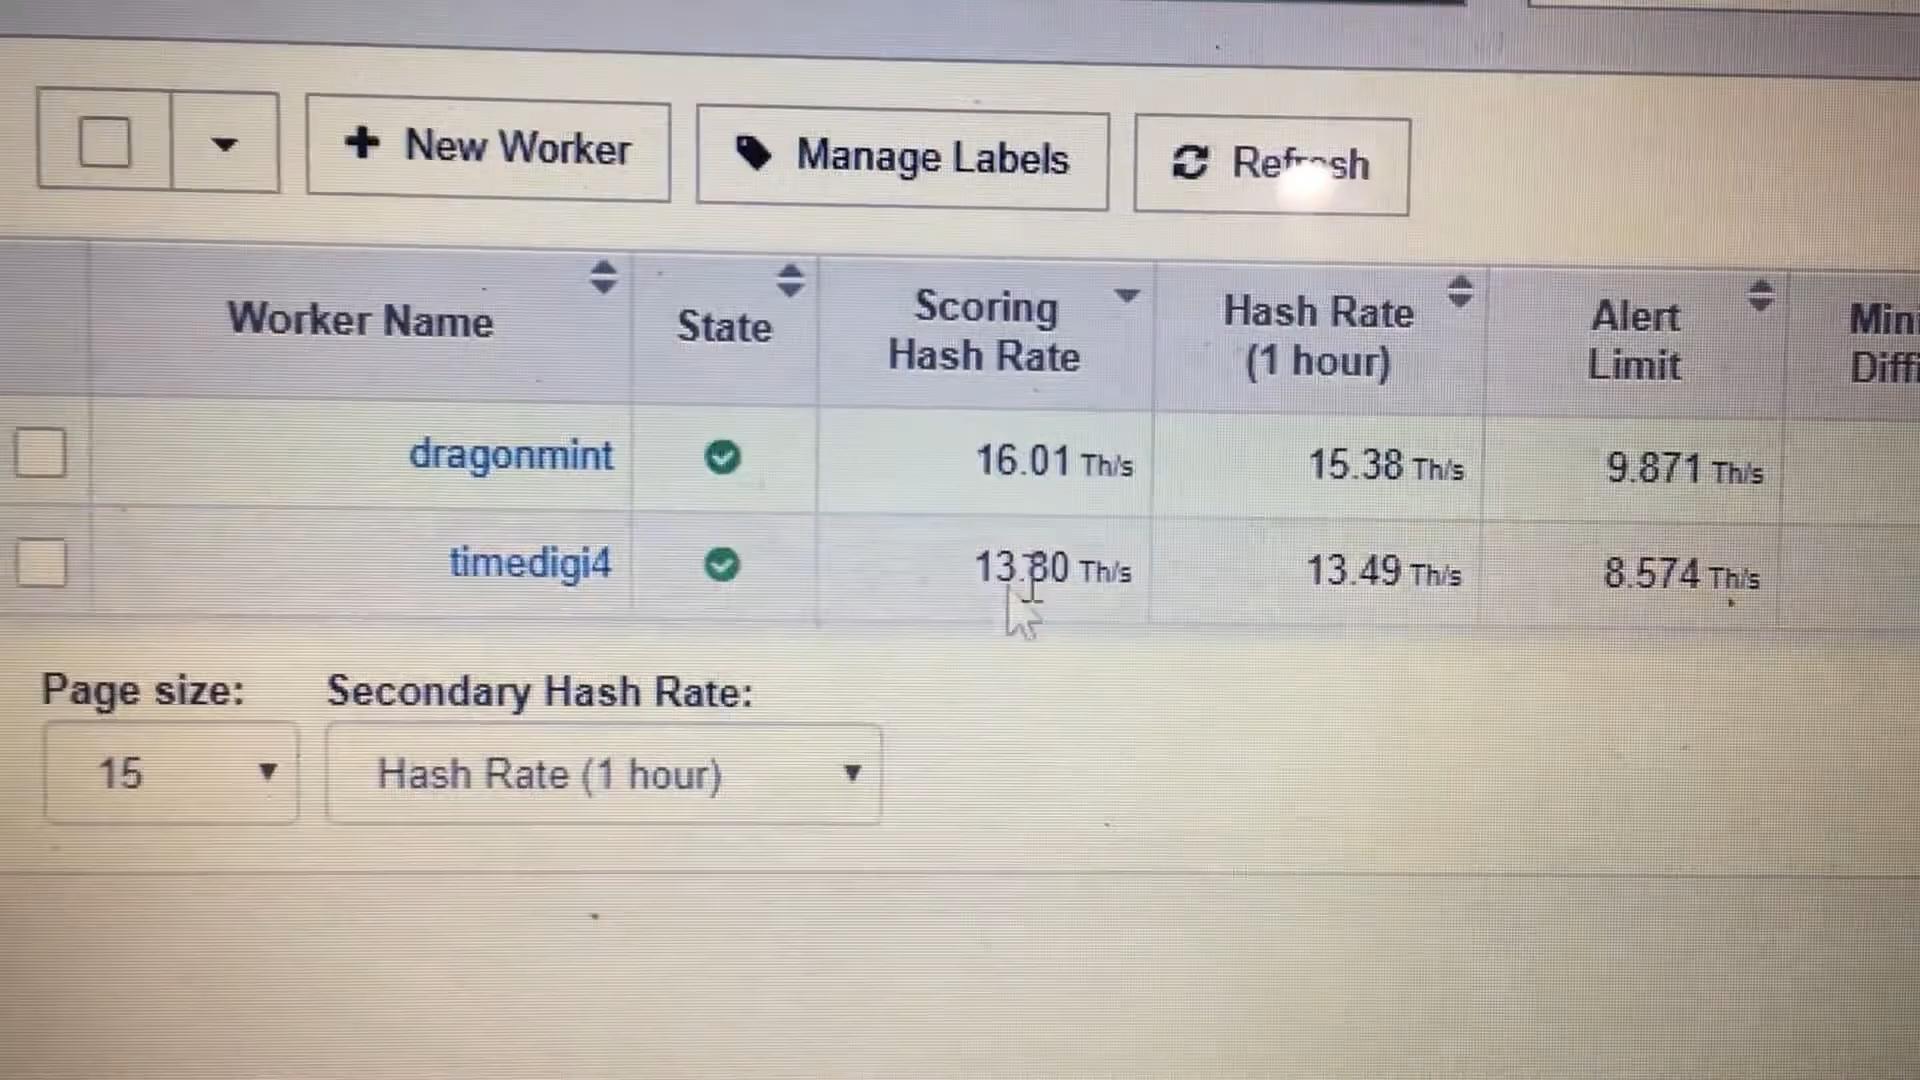 New Worker
Manage Labels
Refresh
Worker Name
State
Scoring
Hash Rate
Hash Rate
(1 hour)
Alert
Limit
Mini
Diffi
dragonmint
16.01 Th/s
15.38 Th/s
9.871 Th/s
timedigi4
13.80 Th/s
13.49 Th/s
8.574 Th/s
Page size:
Secondary Hash Rate:
15
Hash Rate (1 hour)